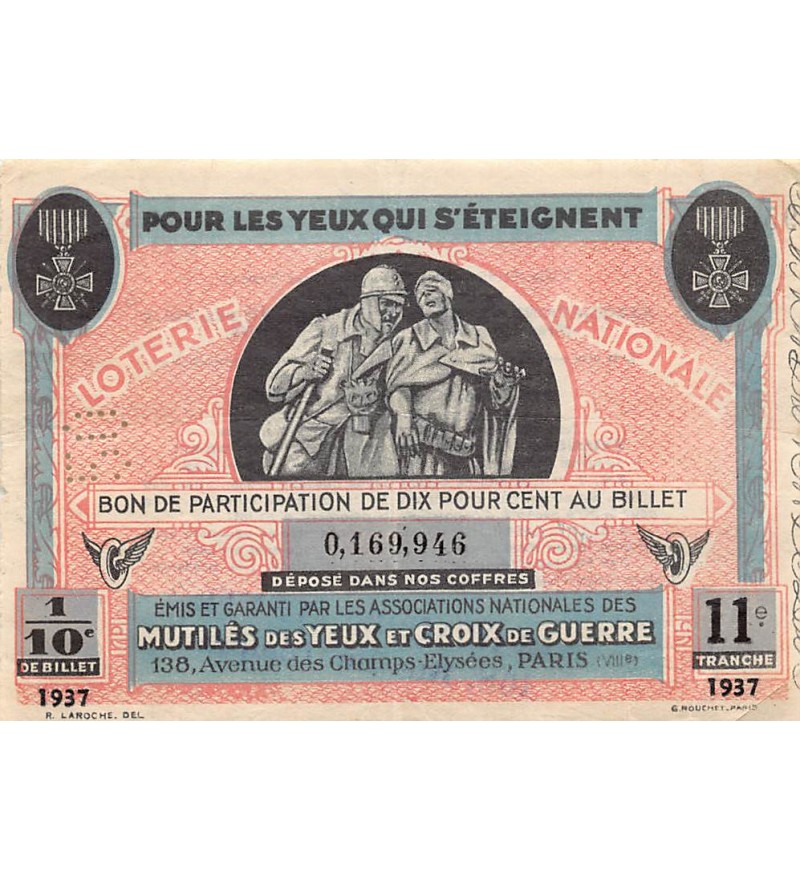 POUR LES YEUX QUI S'ÉTEIGNENT
LOTERIE NATIONALE
BON DE PARTICIPATION DE DIX POUR CENT AU BILLET
0,169,946
DÉPOSÉ DANS NOS COFFRES
ÉMIS ET GARANTI PAR LES ASSOCIATIONS NATIONALES DES
MUTILÉS DES YEUX ET CROIX DE GUERRE
138, Avenue des Champs-Elysées, PARIS (VIIIe)
1/10e
DE BILLET
1937
11e
TRANCHE
1937
R. LAROCHE. DEL
G. ROUCHET. PARIS